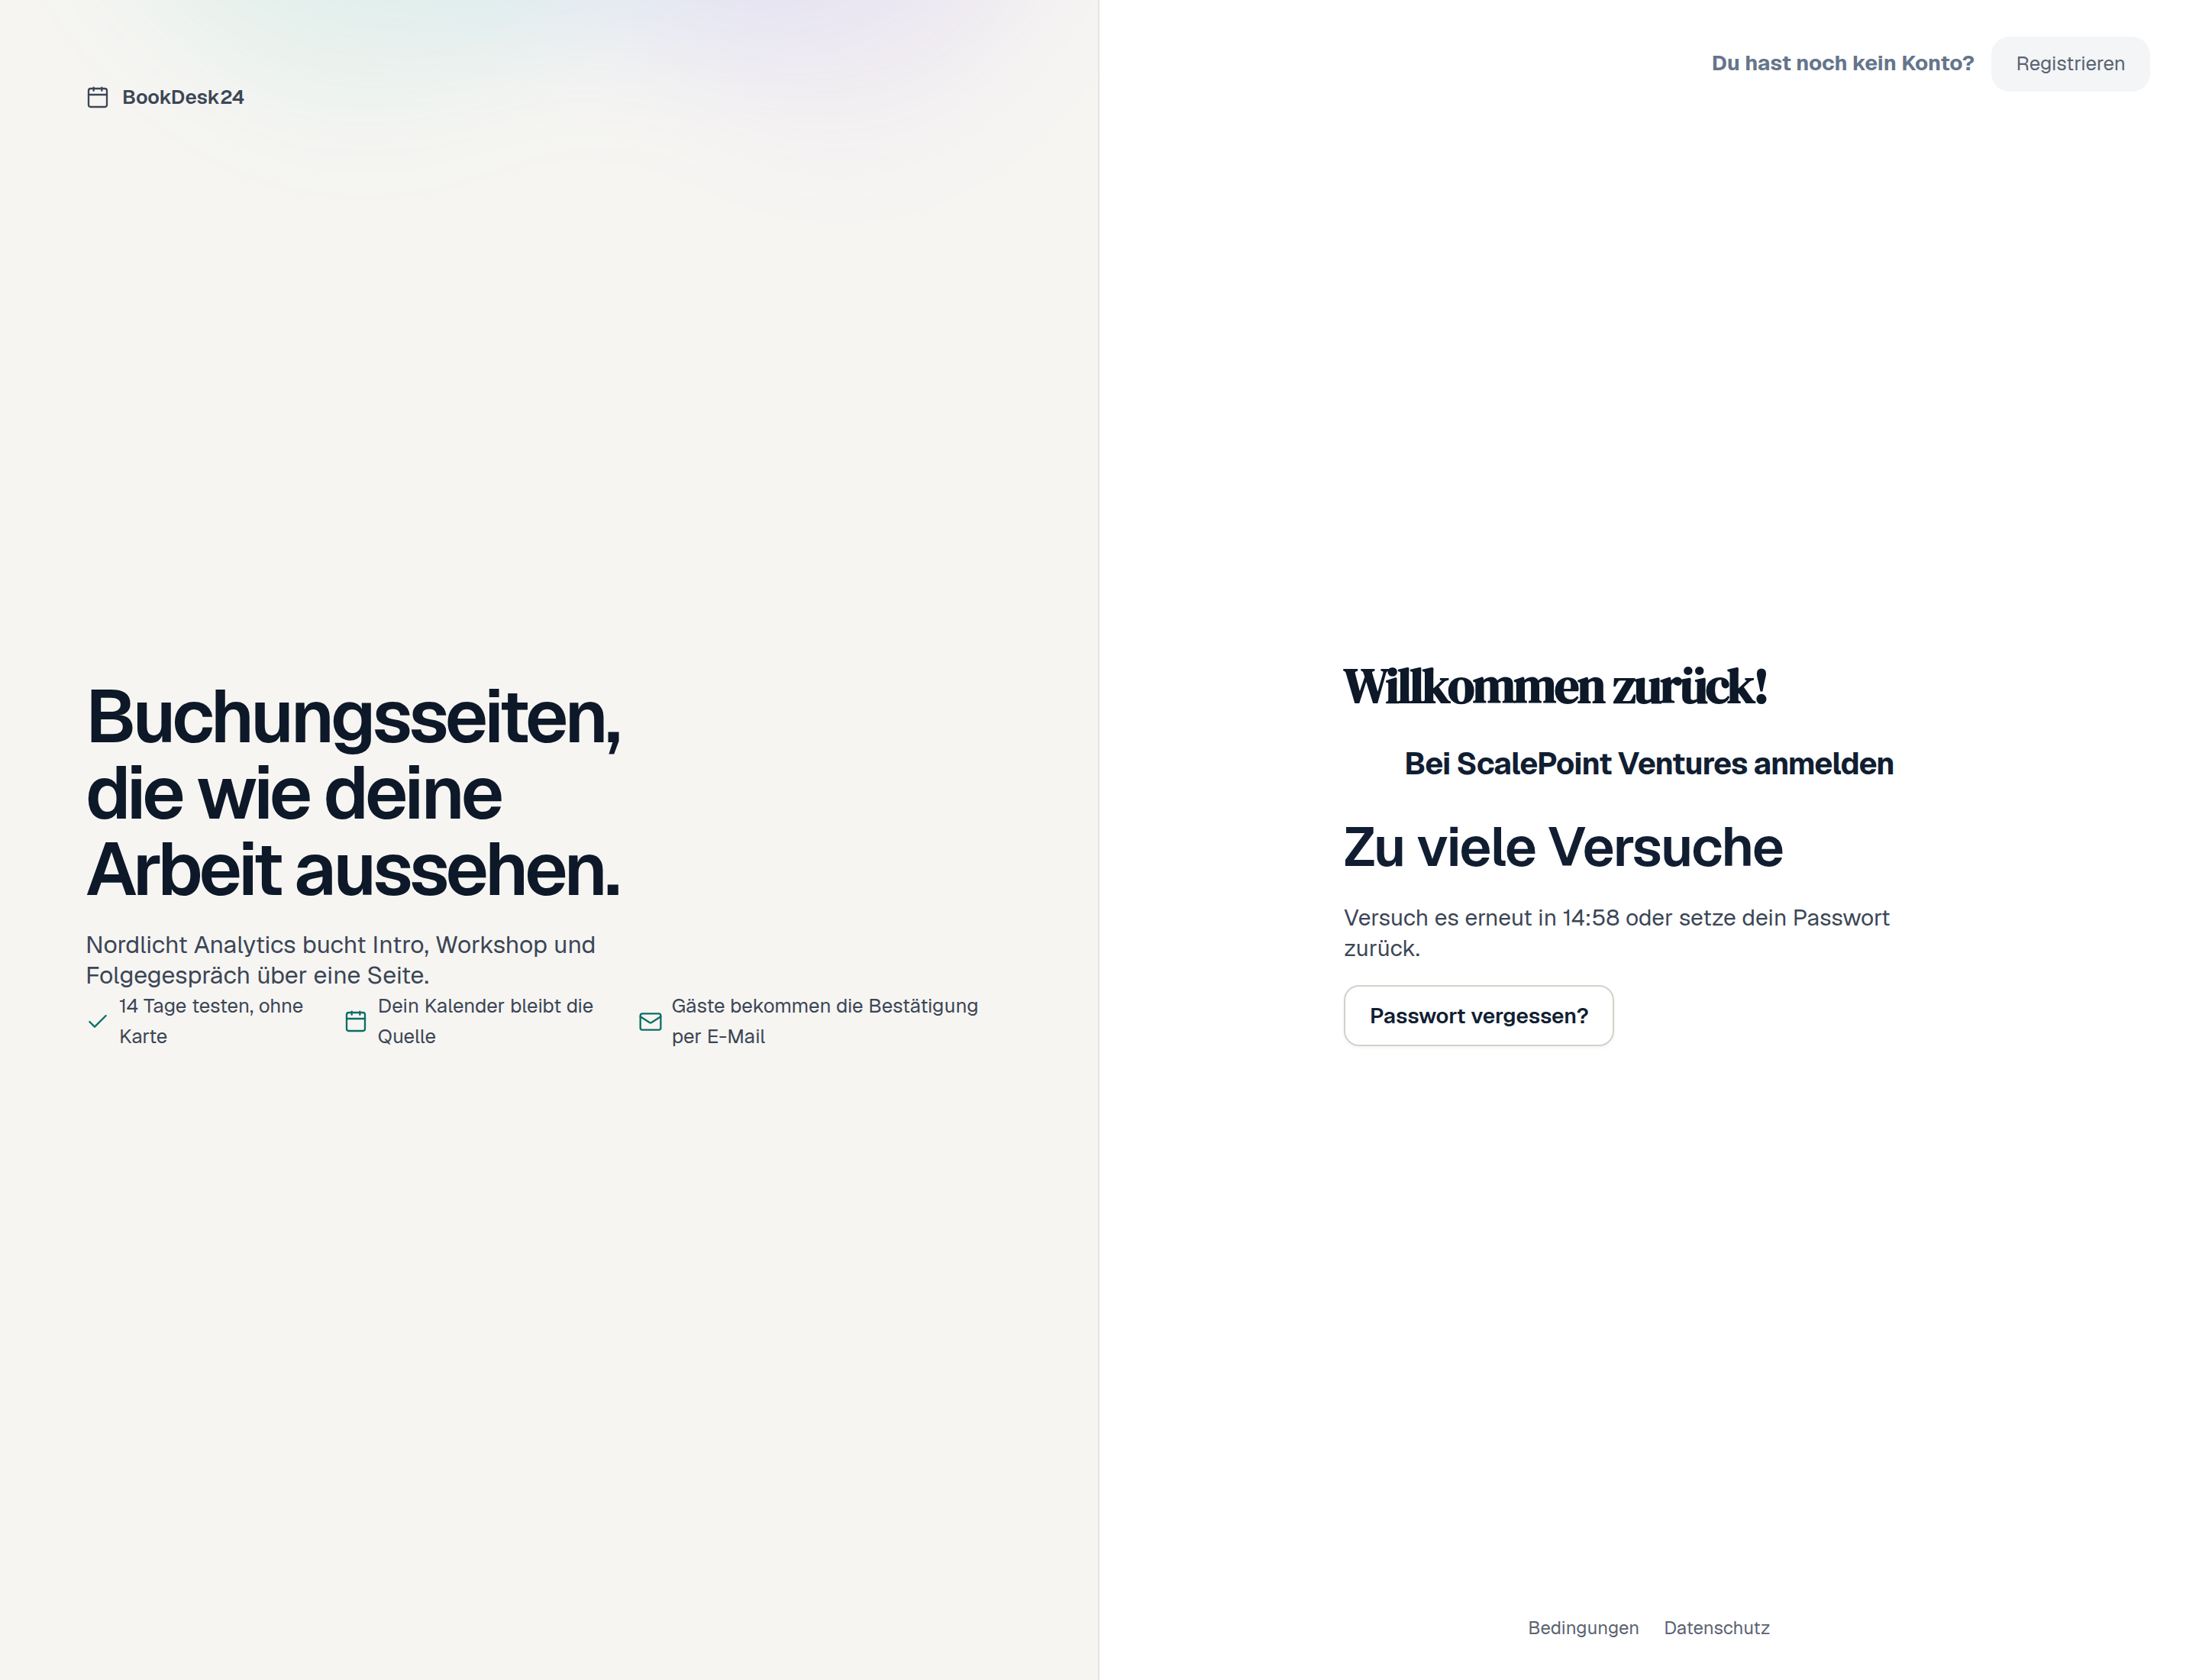 BookDesk24
Buchungsseiten,
die wie deine
Arbeit aussehen.
Nordlicht Analytics bucht Intro, Workshop und
Folgegespräch über eine Seite.
14 Tage testen, ohne
Karte
Dein Kalender bleibt die
Quelle
Gäste bekommen die Bestätigung
per E-Mail
Du hast noch kein Konto?
Registrieren
Willkommen zurück!
Bei ScalePoint Ventures anmelden
Zu viele Versuche
Versuch es erneut in 14:58 oder setze dein Passwort
zurück.
Passwort vergessen?
Bedingungen
Datenschutz